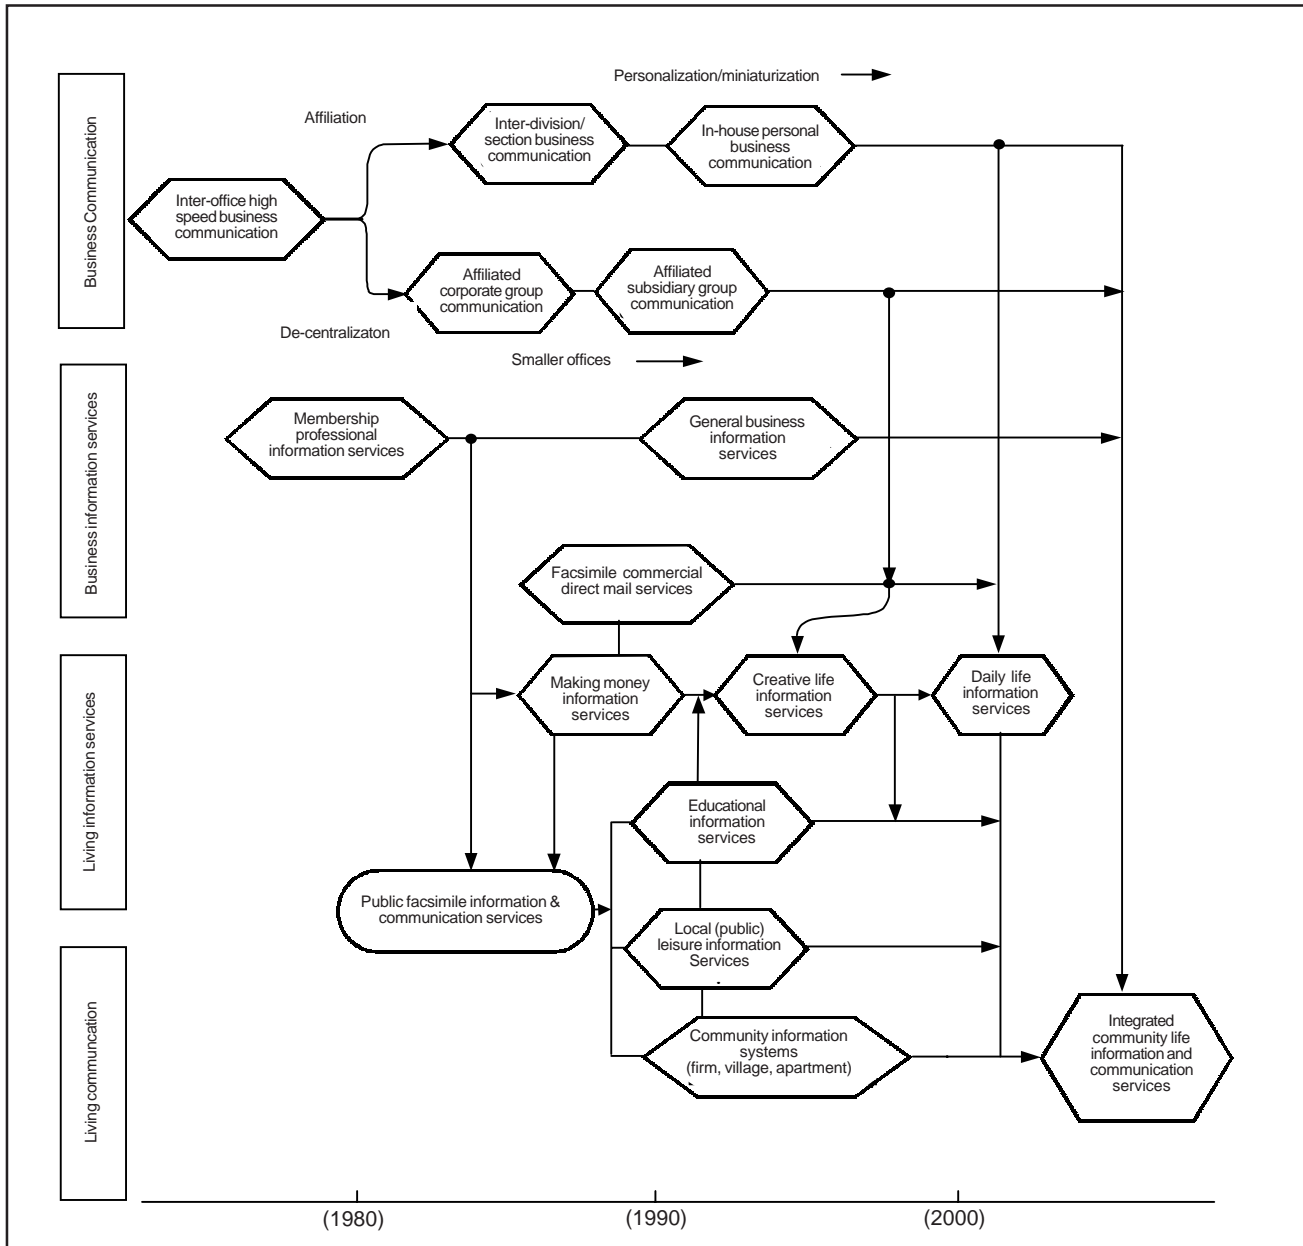 Personalization/miniaturization
Affiliation
Business Communication
Inter-division/
section business
communication
In-house personal
business
communication
Inter-office high
speed business
communication
Affiliated
corporate group
communication
Affiliated
subsidiary group
communication
De-centralizaton
Smaller offices
Business information services
Membership
professional
information services
General business
information
services
Facsimile commercial
direct mail services
Living information services
Making money
information
services
Creative life
information
services
Daily life
information
services
Educational
information
services
Public facsimile information &
communication services
Local (public)
leisure information
Services
Living communcation
Community information
systems
(firm, village, apartment)
Integrated
community life
information and
communication
services
(1980)
(1990)
(2000)